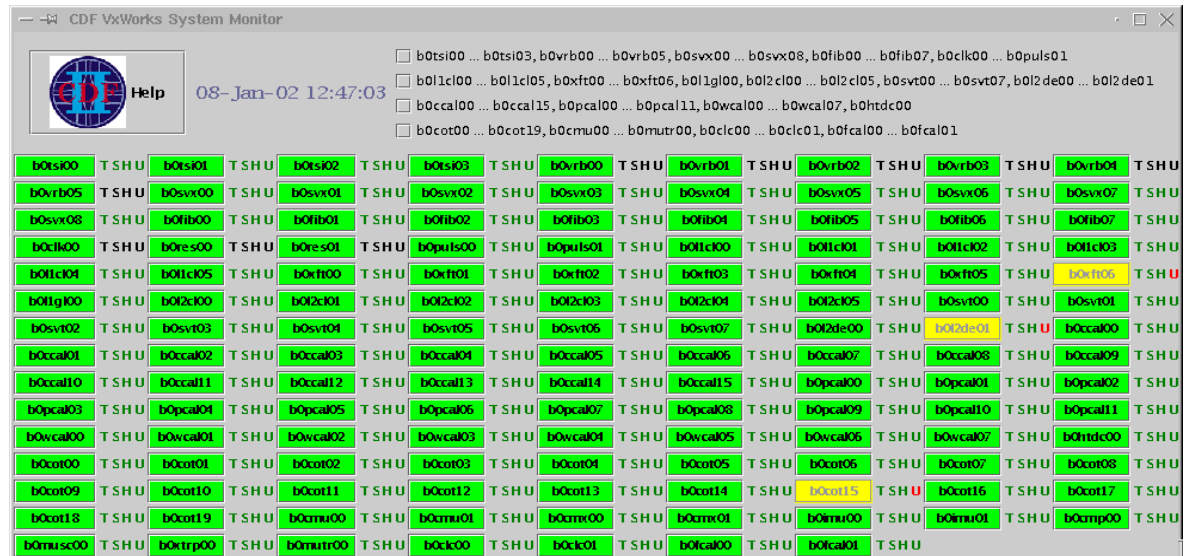 CDF VxWorks System Monitor
b0tsi00 ... b0tsi03, b0vrb00 ... b0vrb05, b0svx00 ... b0svx08, b0fib00 ... b0fib07, b0clk00 ... b0puls01
CDF II Help 08-Jan-02 12:47:03
b0l1cl00 ... b0l1cl05, b0xft00 ... b0xft06, b0l1gl00, b0l2cl00 ... b0l2cl05, b0svt00 ... b0svt07, b0l2de00 ... b0l2de01
b0ccal00 ... b0ccal15, b0pcal00 ... b0pcal11, b0wcal00 ... b0wcal07, b0htdc00
b0cot00 ... b0cot19, b0cmu00 ... b0mutr00, b0clc00 ... b0clc01, b0fcal00 ... b0fcal01
b0tsi00 TSHU b0tsi01 TSHU b0tsi02 TSHU b0tsi03 TSHU b0vrb00 TSHU b0vrb01 TSHU b0vrb02 TSHU b0vrb03 TSHU b0vrb04 TSHU
b0vrb05 TSHU b0svx00 TSHU b0svx01 TSHU b0svx02 TSHU b0svx03 TSHU b0svx04 TSHU b0svx05 TSHU b0svx06 TSHU b0svx07 TSHU
b0svx08 TSHU b0fib00 TSHU b0fib01 TSHU b0fib02 TSHU b0fib03 TSHU b0fib04 TSHU b0fib05 TSHU b0fib06 TSHU b0fib07 TSHU
b0clk00 TSHU b0res00 TSHU b0res01 TSHU b0puls00 TSHU b0puls01 TSHU b0l1cl00 TSHU b0l1cl01 TSHU b0l1cl02 TSHU b0l1cl03 TSHU
b0l1cl04 TSHU b0l1cl05 TSHU b0xft00 TSHU b0xft01 TSHU b0xft02 TSHU b0xft03 TSHU b0xft04 TSHU b0xft05 TSHU b0xft06 TSHU
b0l1gl00 TSHU b0l2cl00 TSHU b0l2cl01 TSHU b0l2cl02 TSHU b0l2cl03 TSHU b0l2cl04 TSHU b0l2cl05 TSHU b0svt00 TSHU b0svt01 TSHU
b0svt02 TSHU b0svt03 TSHU b0svt04 TSHU b0svt05 TSHU b0svt06 TSHU b0svt07 TSHU b0l2de00 TSHU b0l2de01 TSHU b0ccal00 TSHU
b0ccal01 TSHU b0ccal02 TSHU b0ccal03 TSHU b0ccal04 TSHU b0ccal05 TSHU b0ccal06 TSHU b0ccal07 TSHU b0ccal08 TSHU b0ccal09 TSHU
b0ccal10 TSHU b0ccal11 TSHU b0ccal12 TSHU b0ccal13 TSHU b0ccal14 TSHU b0ccal15 TSHU b0pcal00 TSHU b0pcal01 TSHU b0pcal02 TSHU
b0pcal03 TSHU b0pcal04 TSHU b0pcal05 TSHU b0pcal06 TSHU b0pcal07 TSHU b0pcal08 TSHU b0pcal09 TSHU b0pcal10 TSHU b0pcal11 TSHU
b0wcal00 TSHU b0wcal01 TSHU b0wcal02 TSHU b0wcal03 TSHU b0wcal04 TSHU b0wcal05 TSHU b0wcal06 TSHU b0wcal07 TSHU b0htdc00 TSHU
b0cot00 TSHU b0cot01 TSHU b0cot02 TSHU b0cot03 TSHU b0cot04 TSHU b0cot05 TSHU b0cot06 TSHU b0cot07 TSHU b0cot08 TSHU
b0cot09 TSHU b0cot10 TSHU b0cot11 TSHU b0cot12 TSHU b0cot13 TSHU b0cot14 TSHU b0cot15 TSHU b0cot16 TSHU b0cot17 TSHU
b0cot18 TSHU b0cot19 TSHU b0cmu00 TSHU b0cmu01 TSHU b0cmx00 TSHU b0cmx01 TSHU b0imu00 TSHU b0imu01 TSHU b0cmp00 TSHU
b0musc00 TSHU b0xtrp00 TSHU b0mutr00 TSHU b0clc00 TSHU b0clc01 TSHU b0fcal00 TSHU b0fcal01 TSHU